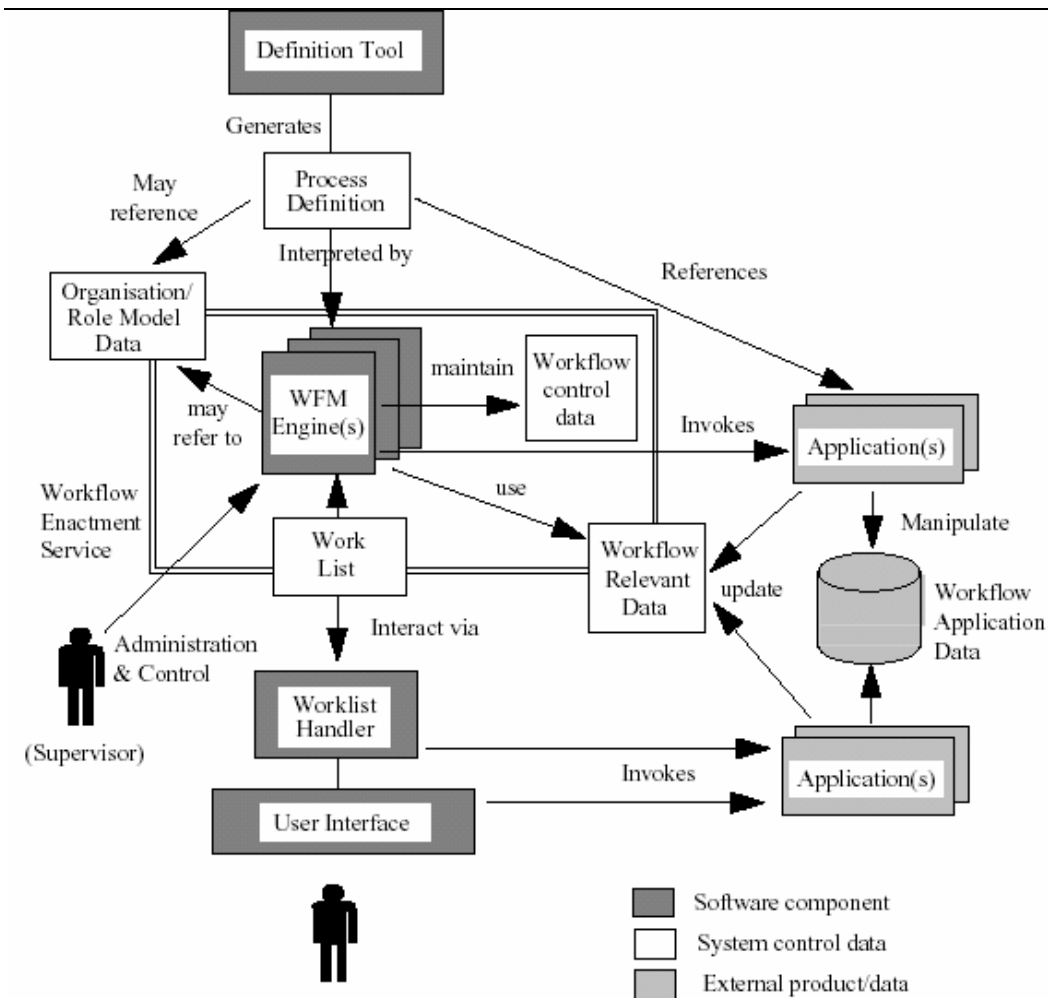 Definition Tool
Generates
Process
Definition
May
reference
Interpreted by
References
Organisation/
Role Model
Data
WFM
Engine(s)
maintain
Workflow
control
data
may
refer to
Invokes
Application(s)
use
Workflow
Enactment
Service
Work
List
Workflow
Relevant
Data
Manipulate
update
Workflow
Application
Data
Interact via
Administration
& Control
(Supervisor)
Worklist
Handler
Invokes
Application(s)
User Interface
Software component
System control data
External product/data